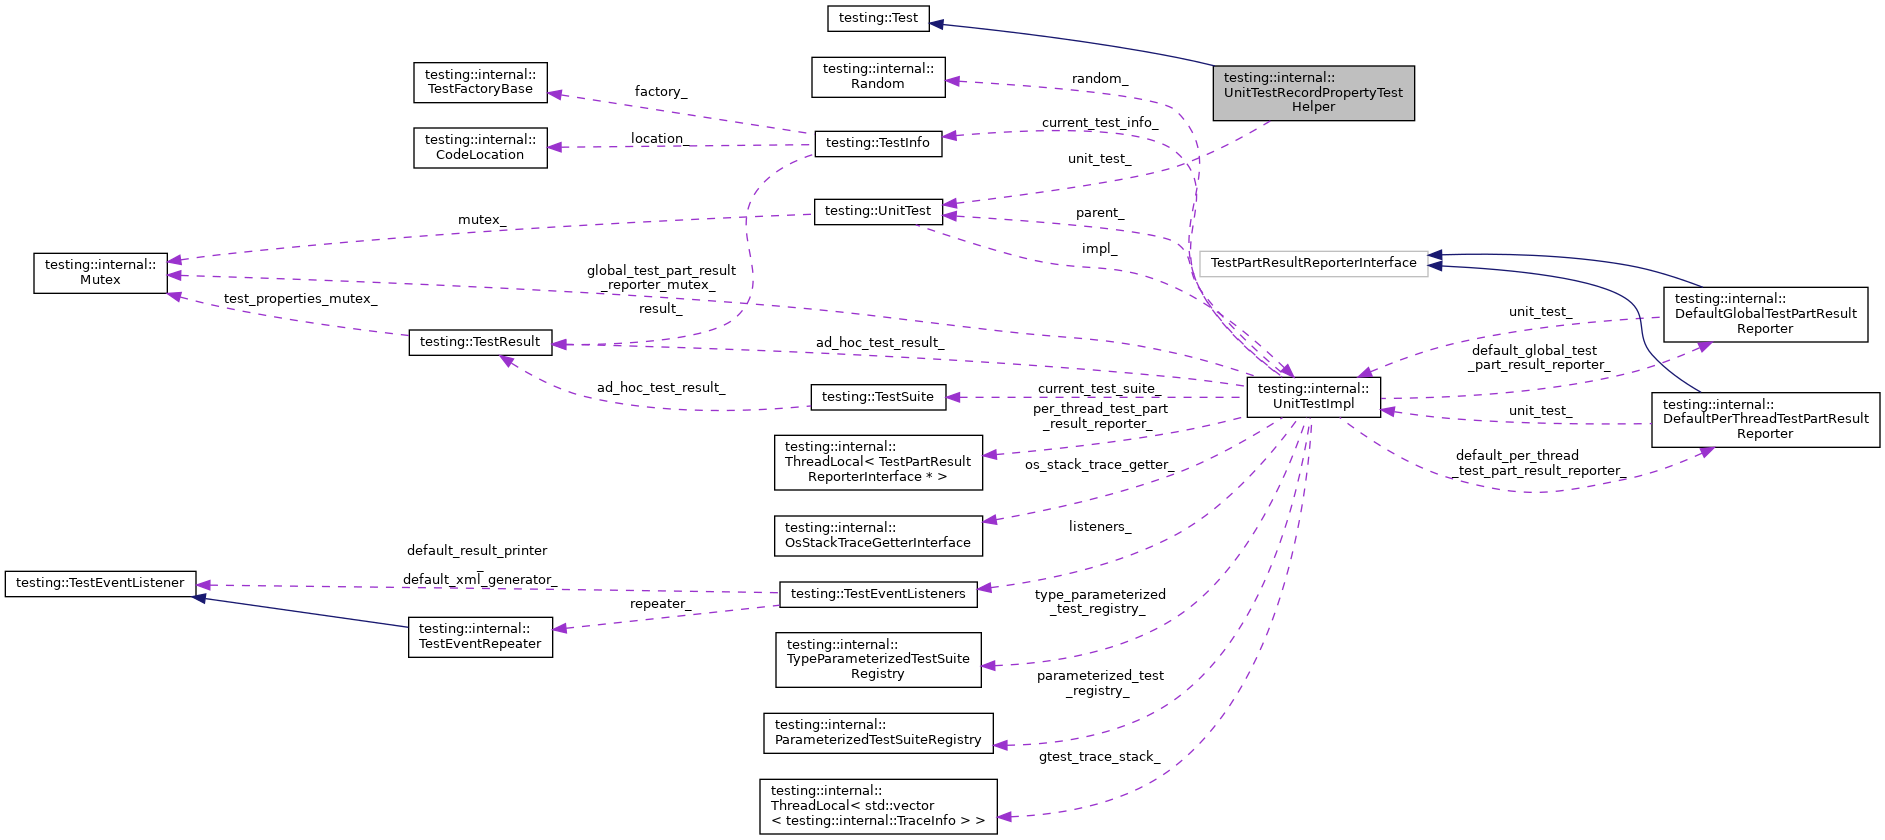 testing::Test
testing::internal::
Random
random_
testing::internal::
UnitTestRecordPropertyTest
Helper
testing::internal::
TestFactoryBase
factory_
testing::internal::
CodeLocation
location_
testing::TestInfo
current_test_info_
unit_test_
testing::UnitTest
parent_
impl_
mutex_
testing::internal::
Mutex
global_test_part_result
_reporter_mutex_
test_properties_mutex_
result_
testing::TestResult
TestPartResultReporterInterface
testing::internal::
DefaultGlobalTestPartResult
Reporter
unit_test_
default_global_test
_part_result_reporter_
ad_hoc_test_result_
ad_hoc_test_result_
testing::TestSuite
current_test_suite_
testing::internal::
UnitTestImpl
testing::internal::
DefaultPerThreadTestPartResult
Reporter
unit_test_
default_per_thread
_test_part_result_reporter_
per_thread_test_part
_result_reporter_
testing::internal::
ThreadLocal< TestPartResult
ReporterInterface * >
os_stack_trace_getter_
testing::internal::
OsStackTraceGetterInterface
listeners_
default_result_printer
_
default_xml_generator_
testing::TestEventListener
testing::TestEventListeners
repeater_
testing::internal::
TestEventRepeater
type_parameterized
_test_registry_
testing::internal::
TypeParameterizedTestSuite
Registry
parameterized_test
_registry_
testing::internal::
ParameterizedTestSuiteRegistry
gtest_trace_stack_
testing::internal::
ThreadLocal< std::vector
< testing::internal::TraceInfo > >